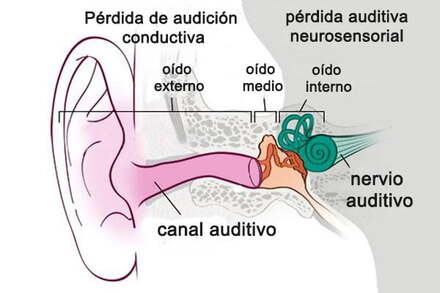 Pérdida de audición
conductiva
pérdida auditiva
neurosensorial
oído
externo
oído
medio
oído
interno
nervio
auditivo
canal auditivo